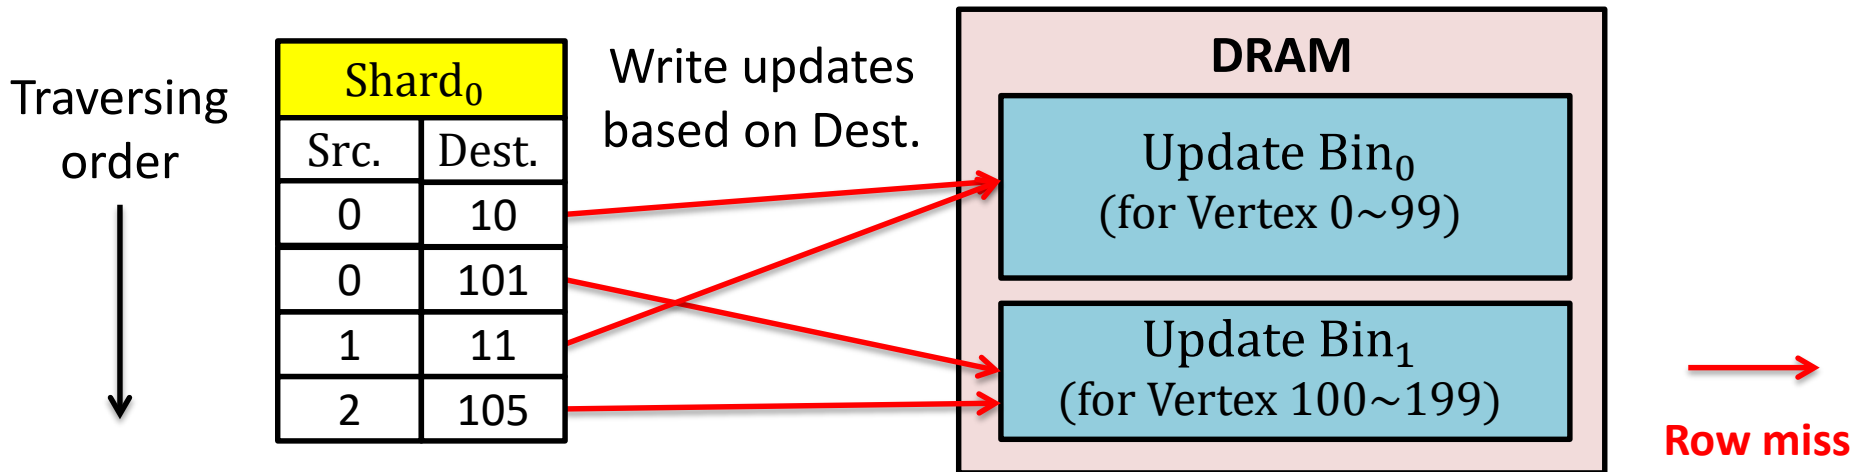 Traversing
order
Shard₀
Src. Dest.
0 10
0 101
1 11
2 105
Write updates
based on Dest.
DRAM
Update Bin₀
(for Vertex 0~99)
Update Bin₁
(for Vertex 100~199)
Row miss